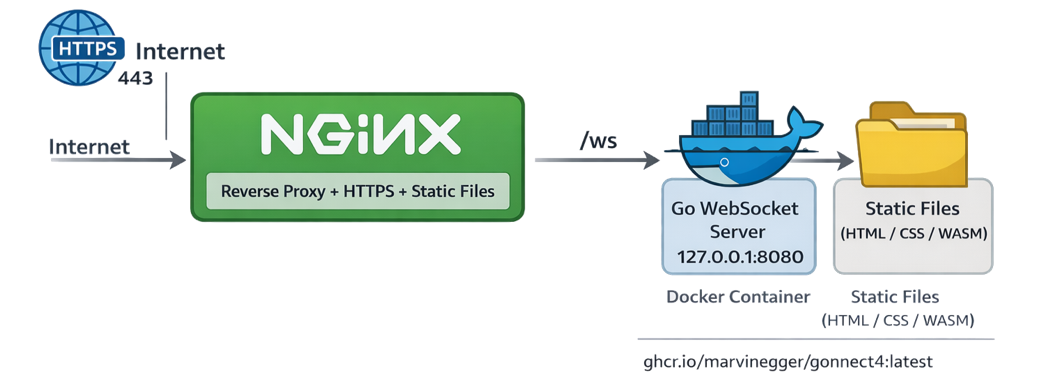 HTTPS Internet
443
Internet
NGiNX
Reverse Proxy + HTTPS + Static Files
/ws
Go WebSocket
Server
127.0.0.1:8080
Static Files
(HTML / CSS / WASM)
Docker Container
Static Files
(HTML / CSS / WASM)
ghcr.io/marvinegger/gonnect4:latest